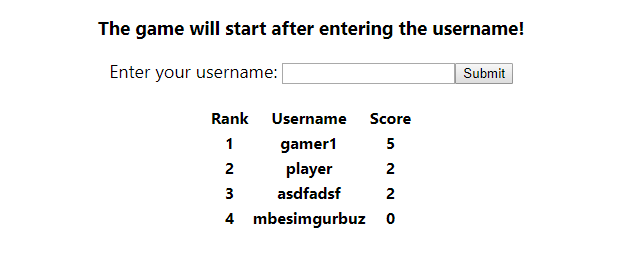 The game will start after entering the username!
Enter your username: Submit
Rank Username Score
1 gamer1 5
2 player 2
3 asdfadsf 2
4 mbesimgurbuz 0